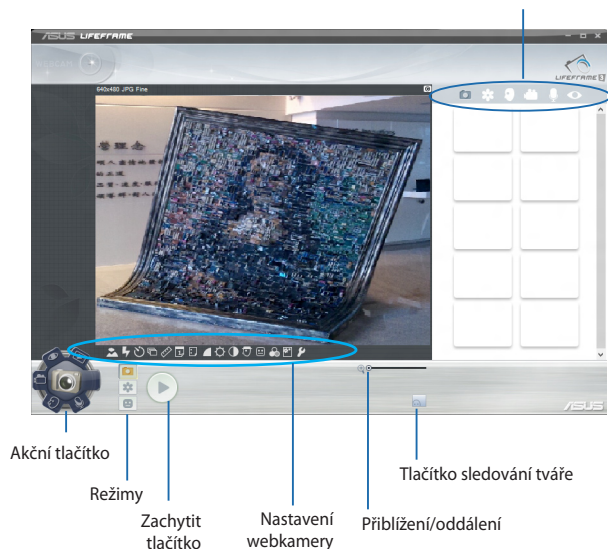 ASUS LIFEFRAME
LIFEFRAME 3
640x480 JPG Fine
ASUS
Akční tlačítko
Režimy
Zachytit
tlačítko
Nastavení
webkamery
Přiblížení/oddálení
Tlačítko sledování tváře